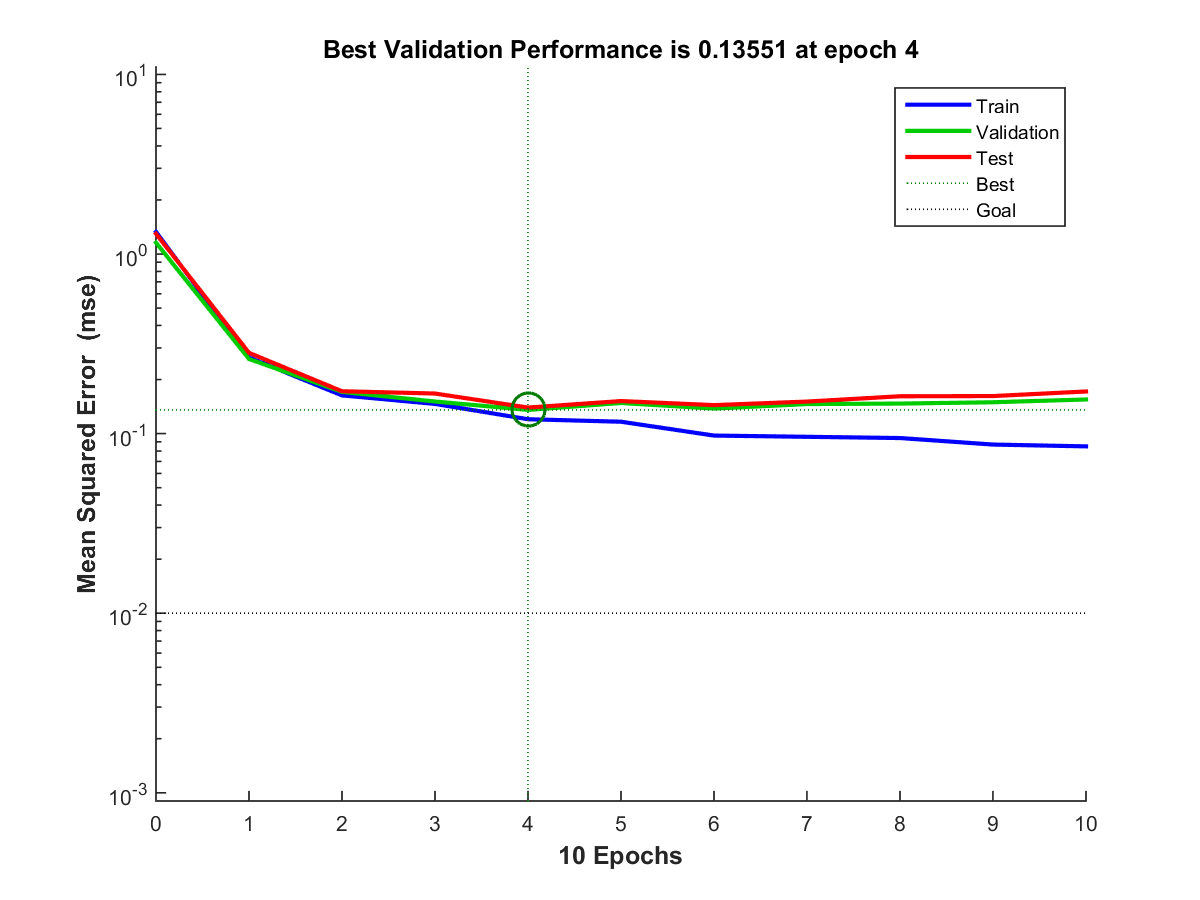 Best Validation Performance is 0.13551 at epoch 4
Mean Squared Error (mse)
10^1
10^0
10^-1
10^-2
10^-3
Train
Validation
Test
Best
Goal
0 1 2 3 4 5 6 7 8 9 10
10 Epochs